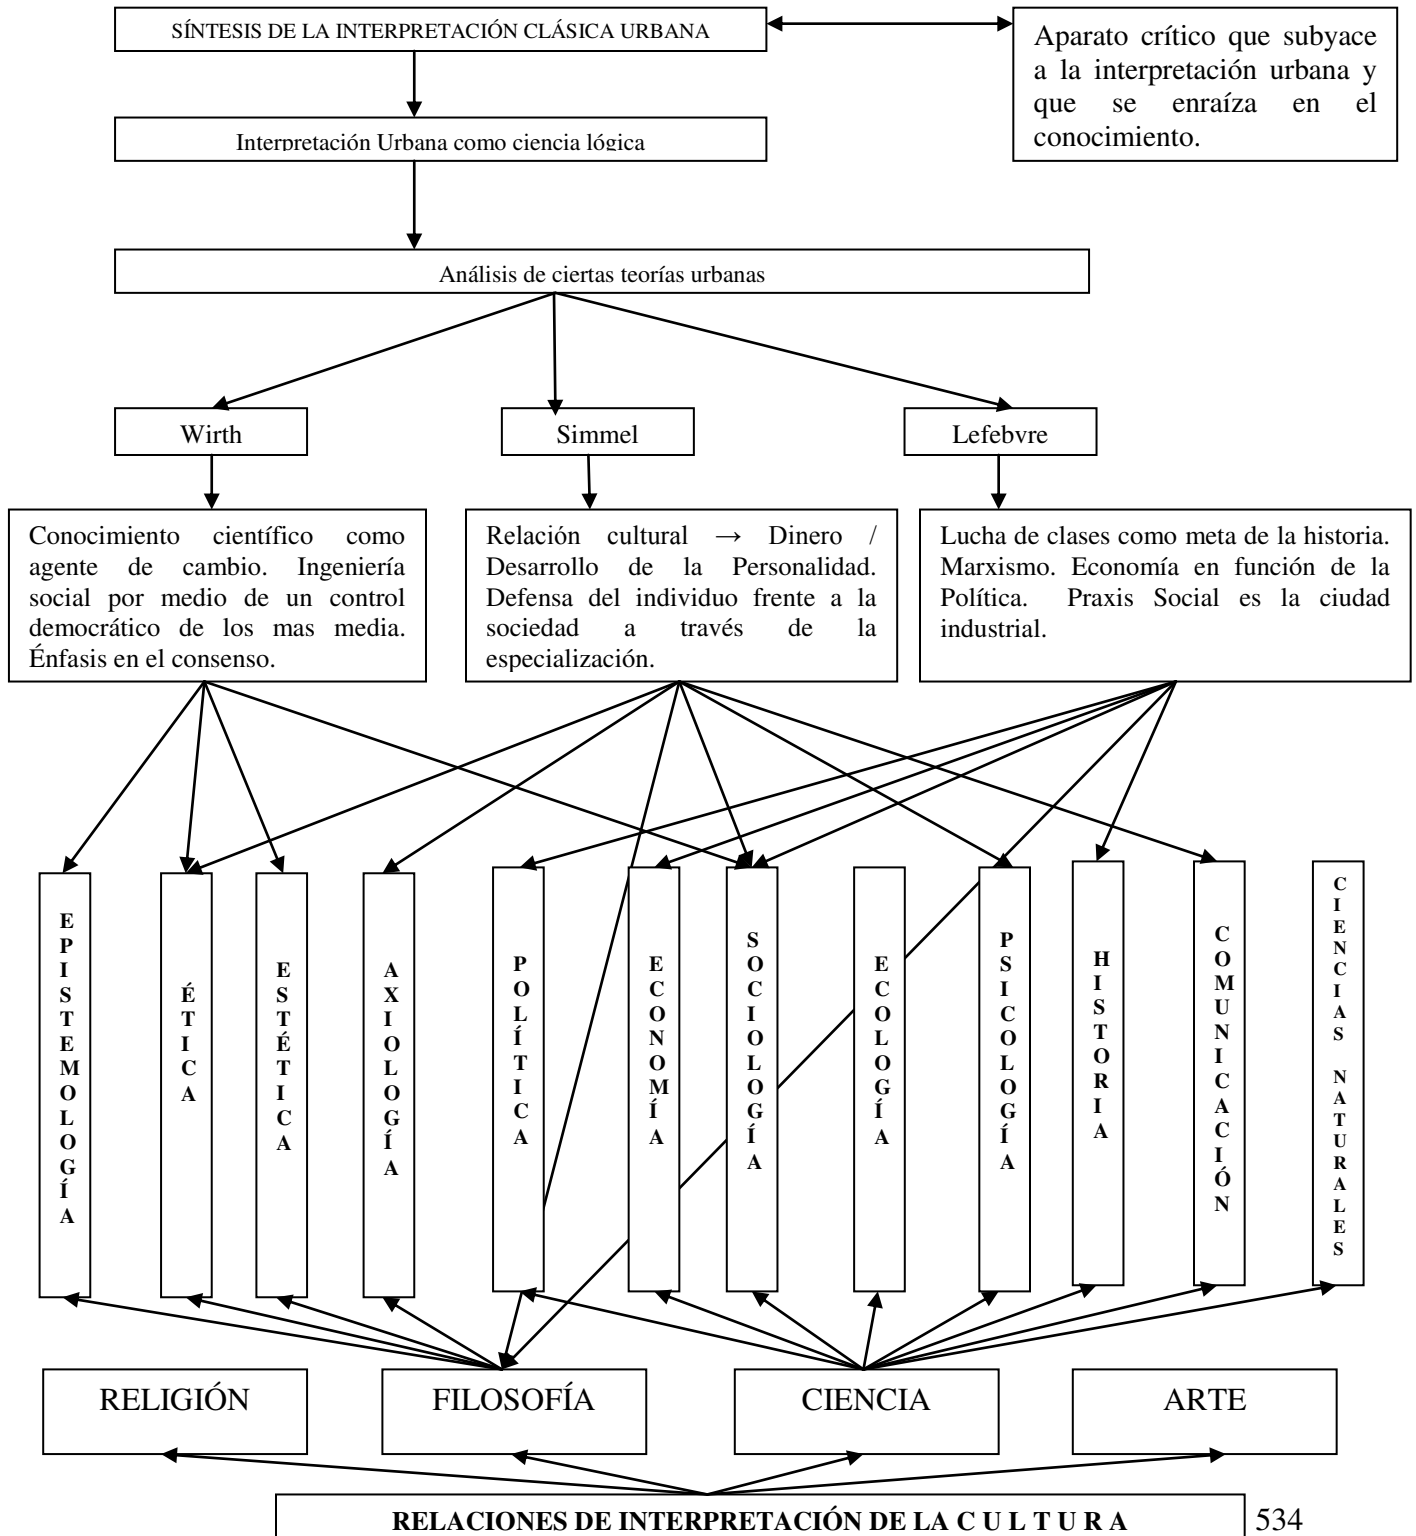 SÍNTESIS DE LA INTERPRETACIÓN CLÁSICA URBANA
Aparato crítico que subyace
a la interpretación urbana y
que se enraíza en el
conocimiento.
Interpretación Urbana como ciencia lógica
Análisis de ciertas teorías urbanas
Wirth
Simmel
Lefebvre
Conocimiento científico como
agente de cambio. Ingeniería
social por medio de un control
democrático de los mas media.
Énfasis en el consenso.
Relación cultural → Dinero /
Desarrollo de la Personalidad.
Defensa del individuo frente a la
sociedad a través de la
especialización.
Lucha de clases como meta de la historia.
Marxismo. Economía en función de la
Política. Praxis Social es la ciudad
industrial.
EPISTEMOLOGÍA
ÉTICA
ESTÉTICA
AXIOLOGÍA
POLÍTICA
ECONOMÍA
SOCIOLOGÍA
ECOLOGÍA
PSICOLOGÍA
HISTORIA
COMUNICACIÓN
CIENCIAS NATURALES
RELIGIÓN
FILOSOFÍA
CIENCIA
ARTE
RELACIONES DE INTERPRETACIÓN DE LA C U L T U R A
534